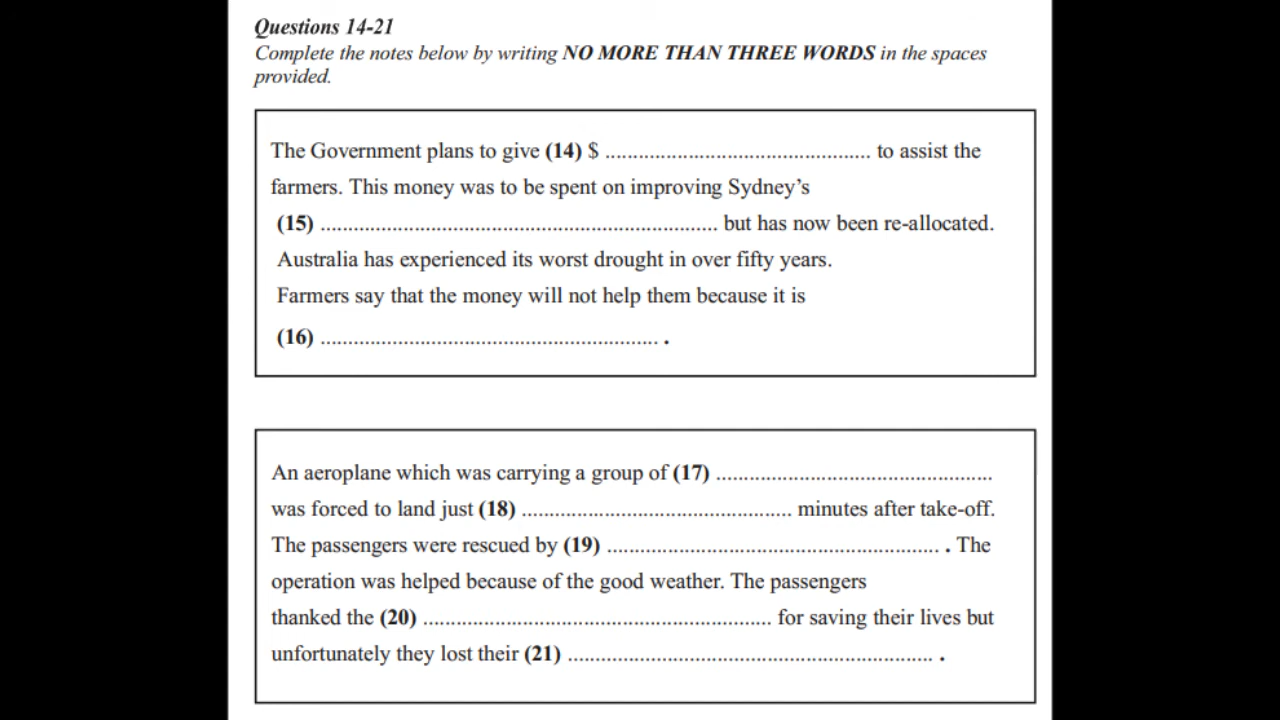 Questions 14-21
Complete the notes below by writing NO MORE THAN THREE WORDS in the spaces
provided.
The Government plans to give (14) $ ................................................ to assist the
farmers. This money was to be spent on improving Sydney's
(15) ....................................................................... but has now been re-allocated.
Australia has experienced its worst drought in over fifty years.
Farmers say that the money will not help them because it is
(16) ............................................................. .
An aeroplane which was carrying a group of (17) ..................................................
was forced to land just (18) ................................................. minutes after take-off.
The passengers were rescued by (19) ............................................................ . The
operation was helped because of the good weather. The passengers
thanked the (20) ............................................................... for saving their lives but
unfortunately they lost their (21) .................................................................. .